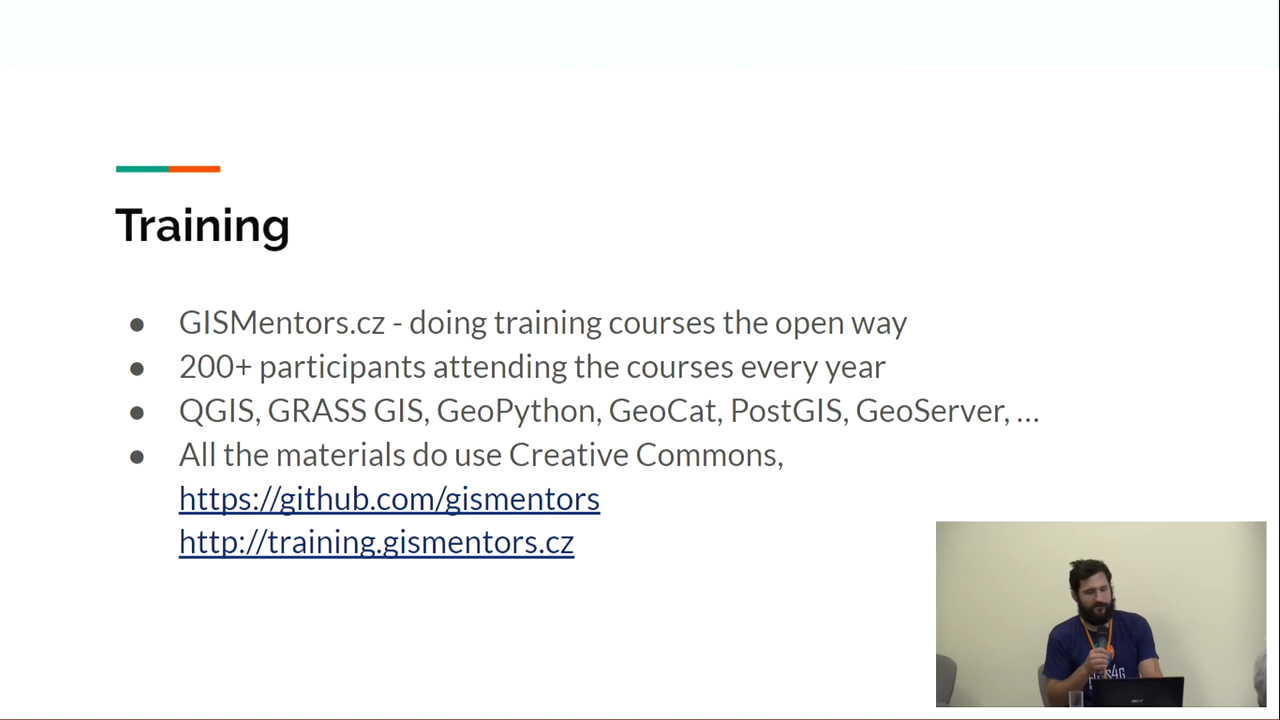 Training
● GISMentors.cz - doing training courses the open way
● 200+ participants attending the courses every year
● QGIS, GRASS GIS, GeoPython, GeoCat, PostGIS, GeoServer, ...
● All the materials do use Creative Commons,
https://github.com/gismentors
http://training.gismentors.cz
acer